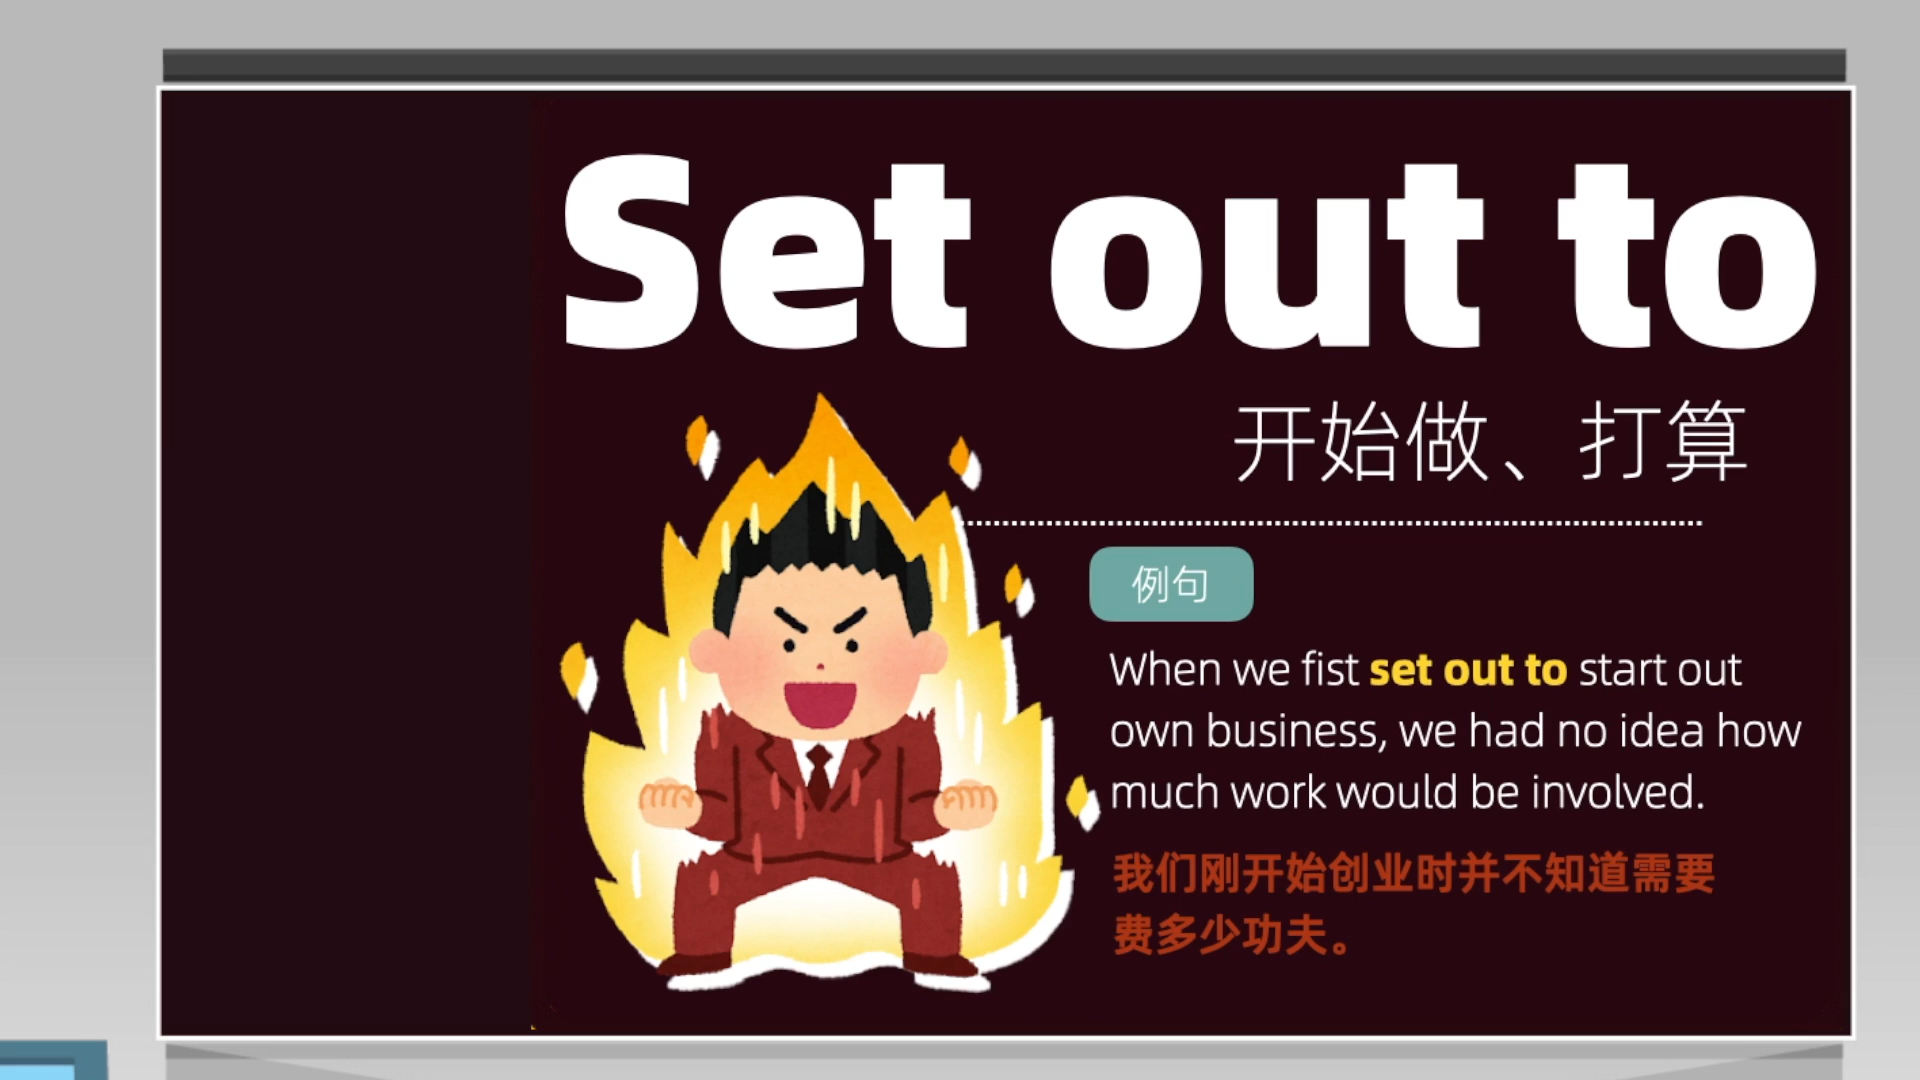 Set out to
开始做、打算
例句
When we fist set out to start out
own business, we had no idea how
much work would be involved.
我们刚开始创业时并不知道需要
费多少功夫。